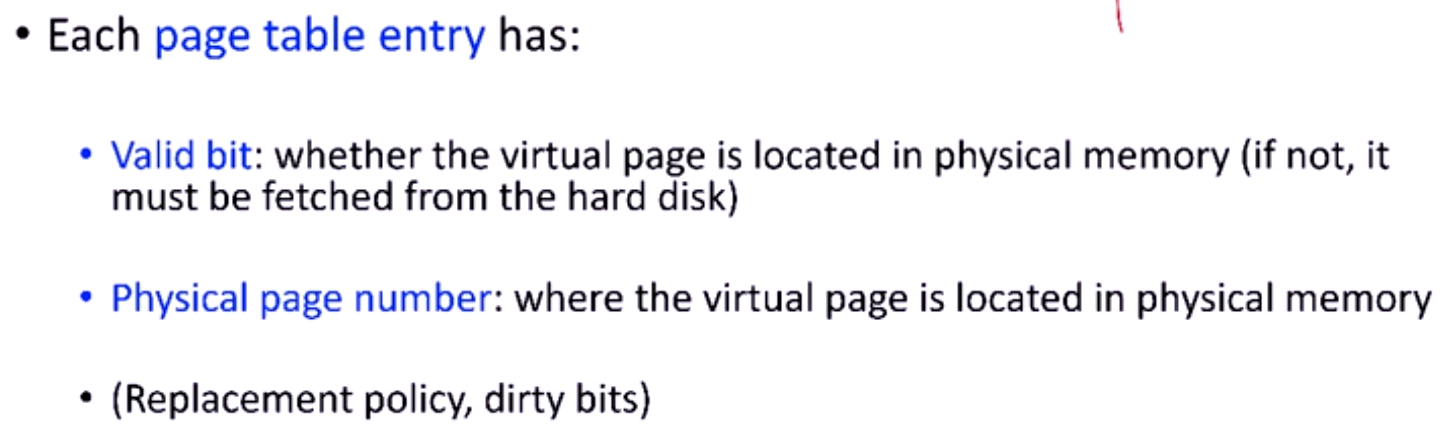 • Each page table entry has:
• Valid bit: whether the virtual page is located in physical memory (if not, it
must be fetched from the hard disk)
• Physical page number: where the virtual page is located in physical memory
• (Replacement policy, dirty bits)